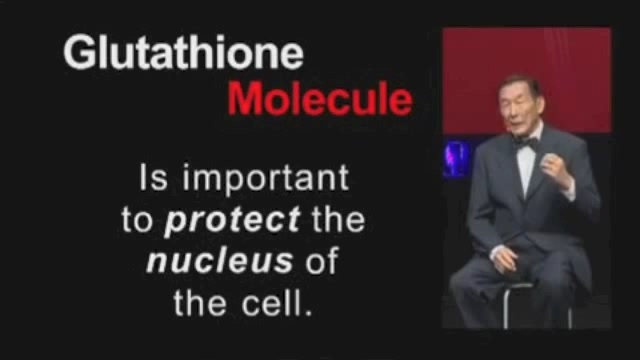 Glutathione
Molecule
Is important
to protect the
nucleus of
the cell.